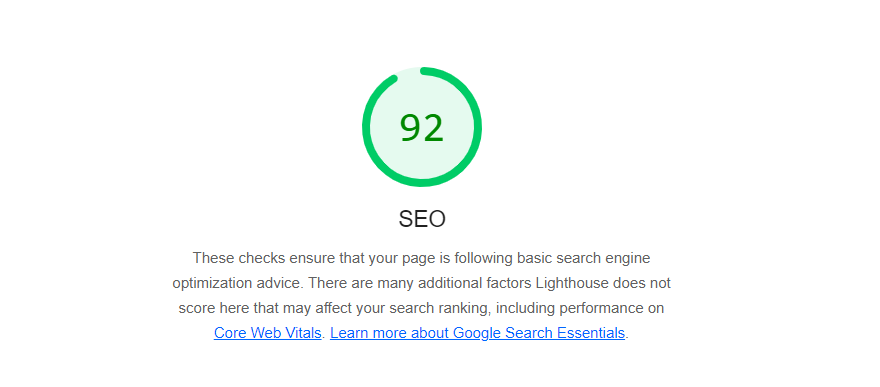 92
SEO
These checks ensure that your page is following basic search engine
optimization advice. There are many additional factors Lighthouse does not
score here that may affect your search ranking, including performance on
Core Web Vitals. Learn more about Google Search Essentials.